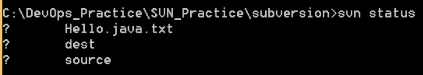 C:\DevOps_Practice\SVN_Practice\subversion>svn status
?       Hello.java.txt
?       dest
?       source